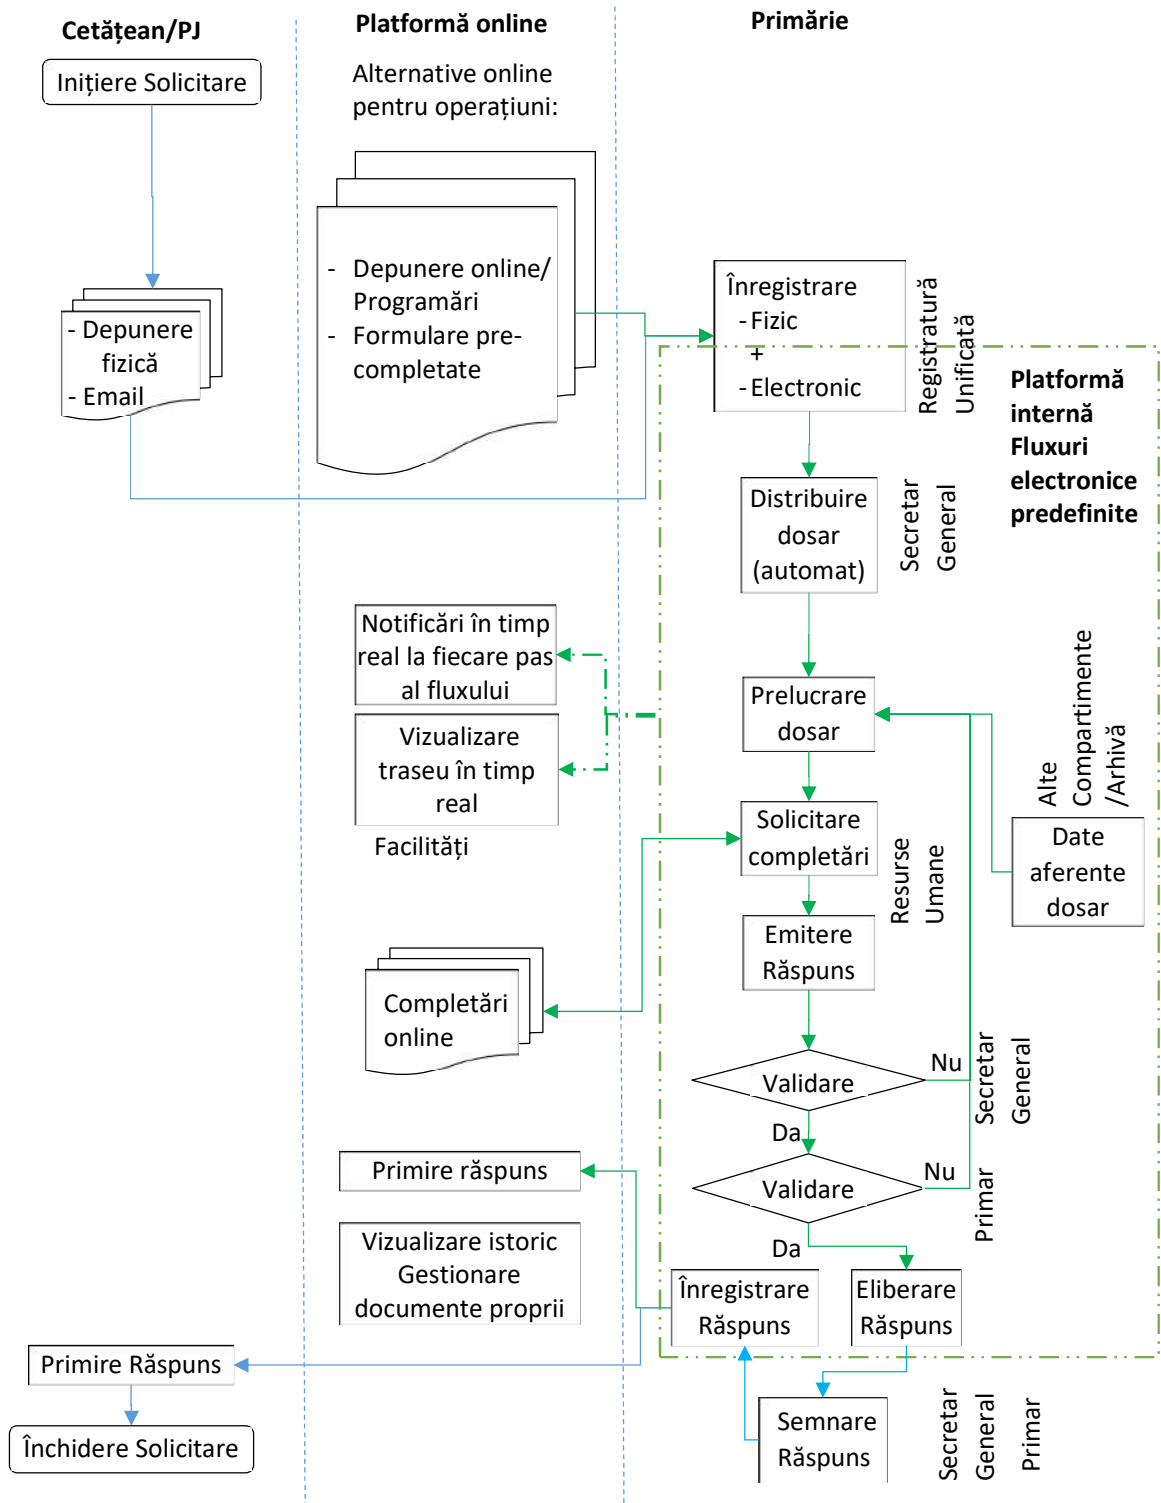 Cetățean/PJ
Platformă online
Primărie
Inițiere Solicitare
Alternative online
pentru operațiuni:
- Depunere online/
Programări
- Formulare pre-
completate
- Depunere
fizică
- Email
Înregistrare
- Fizic
+
- Electronic
Registratură
Unificată
Platformă
internă
Fluxuri
electronice
predefinite
Distribuire
dosar
(automat)
Secretar
General
Notificări în timp
real la fiecare pas
al fluxului
Vizualizare
traseu în timp
real
Facilități
Prelucrare
dosar
Alte
Compartimente
/Arhivă
Solicitare
completări
Resurse
Umane
Date
aferente
dosar
Emitere
Răspuns
Completări
online
Validare
Nu
Secretar
General
Da
Primire răspuns
Validare
Nu
Primar
Da
Vizualizare istoric
Gestionare
documente proprii
Înregistrare
Răspuns
Eliberare
Răspuns
Primire Răspuns
Semnare
Răspuns
Secretar
General
Primar
Închidere Solicitare